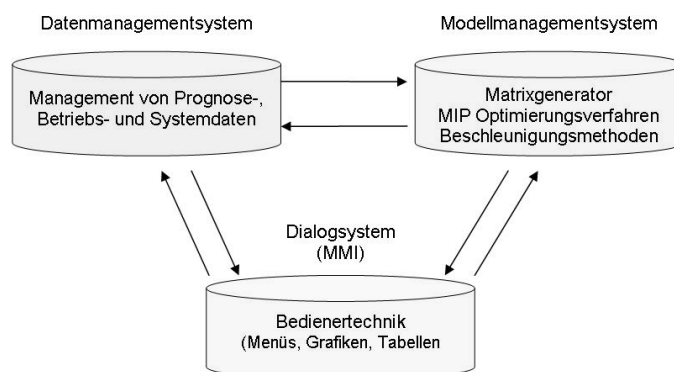 Datenmanagementsystem
Modellmanagementsystem
Management von Prognose-,
Betriebs- und Systemdaten
Matrixgenerator
MIP Optimierungsverfahren
Beschleunigungsmethoden
Dialogsystem
(MMI)
Bedienertechnik
(Menüs, Grafiken, Tabellen